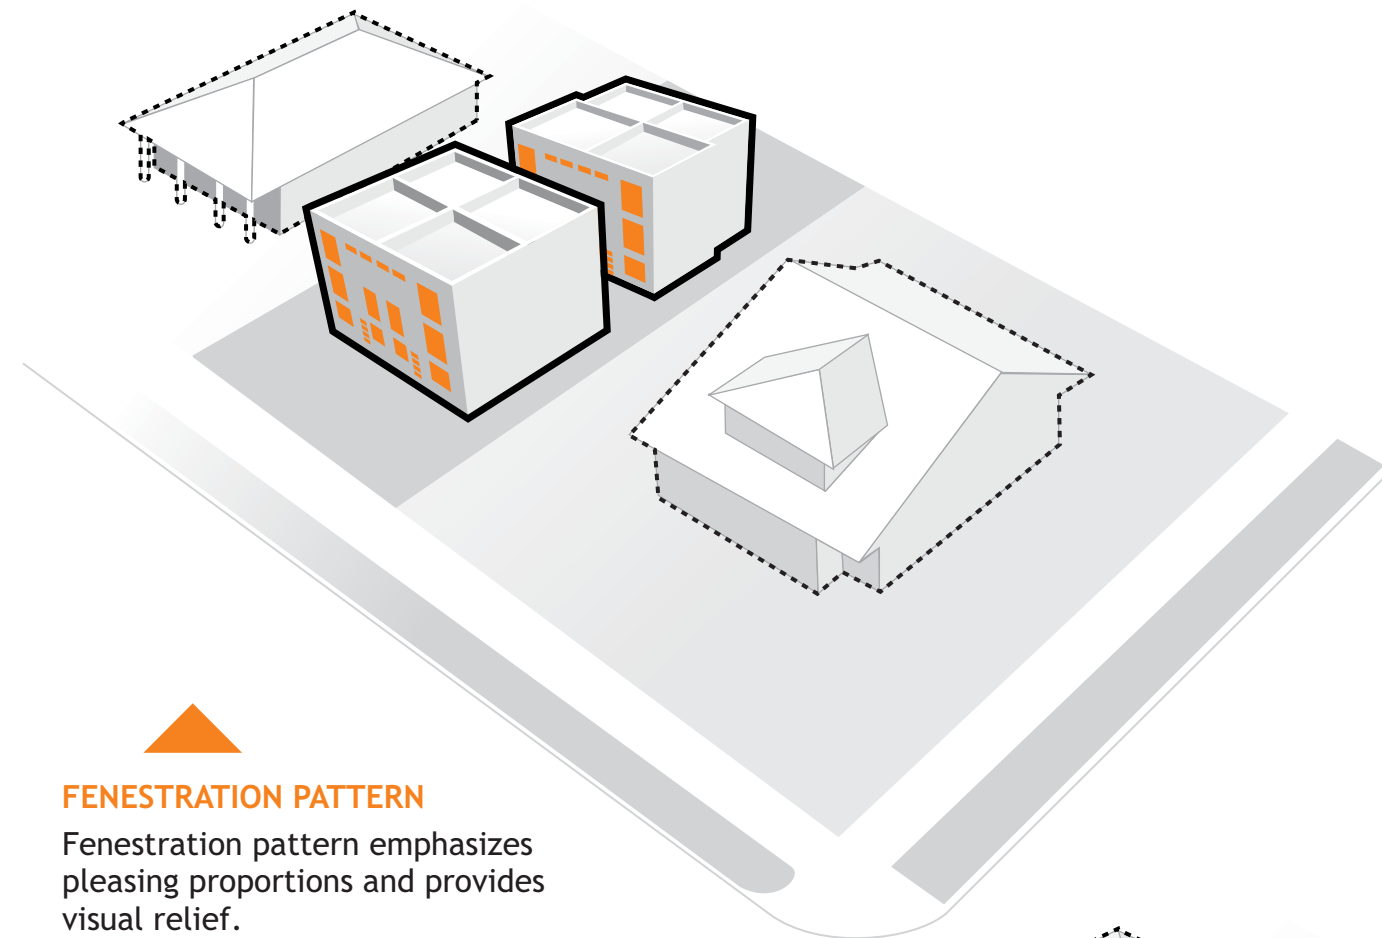 FENESTRATION PATTERN
Fenestration pattern emphasizes
pleasing proportions and provides
visual relief.